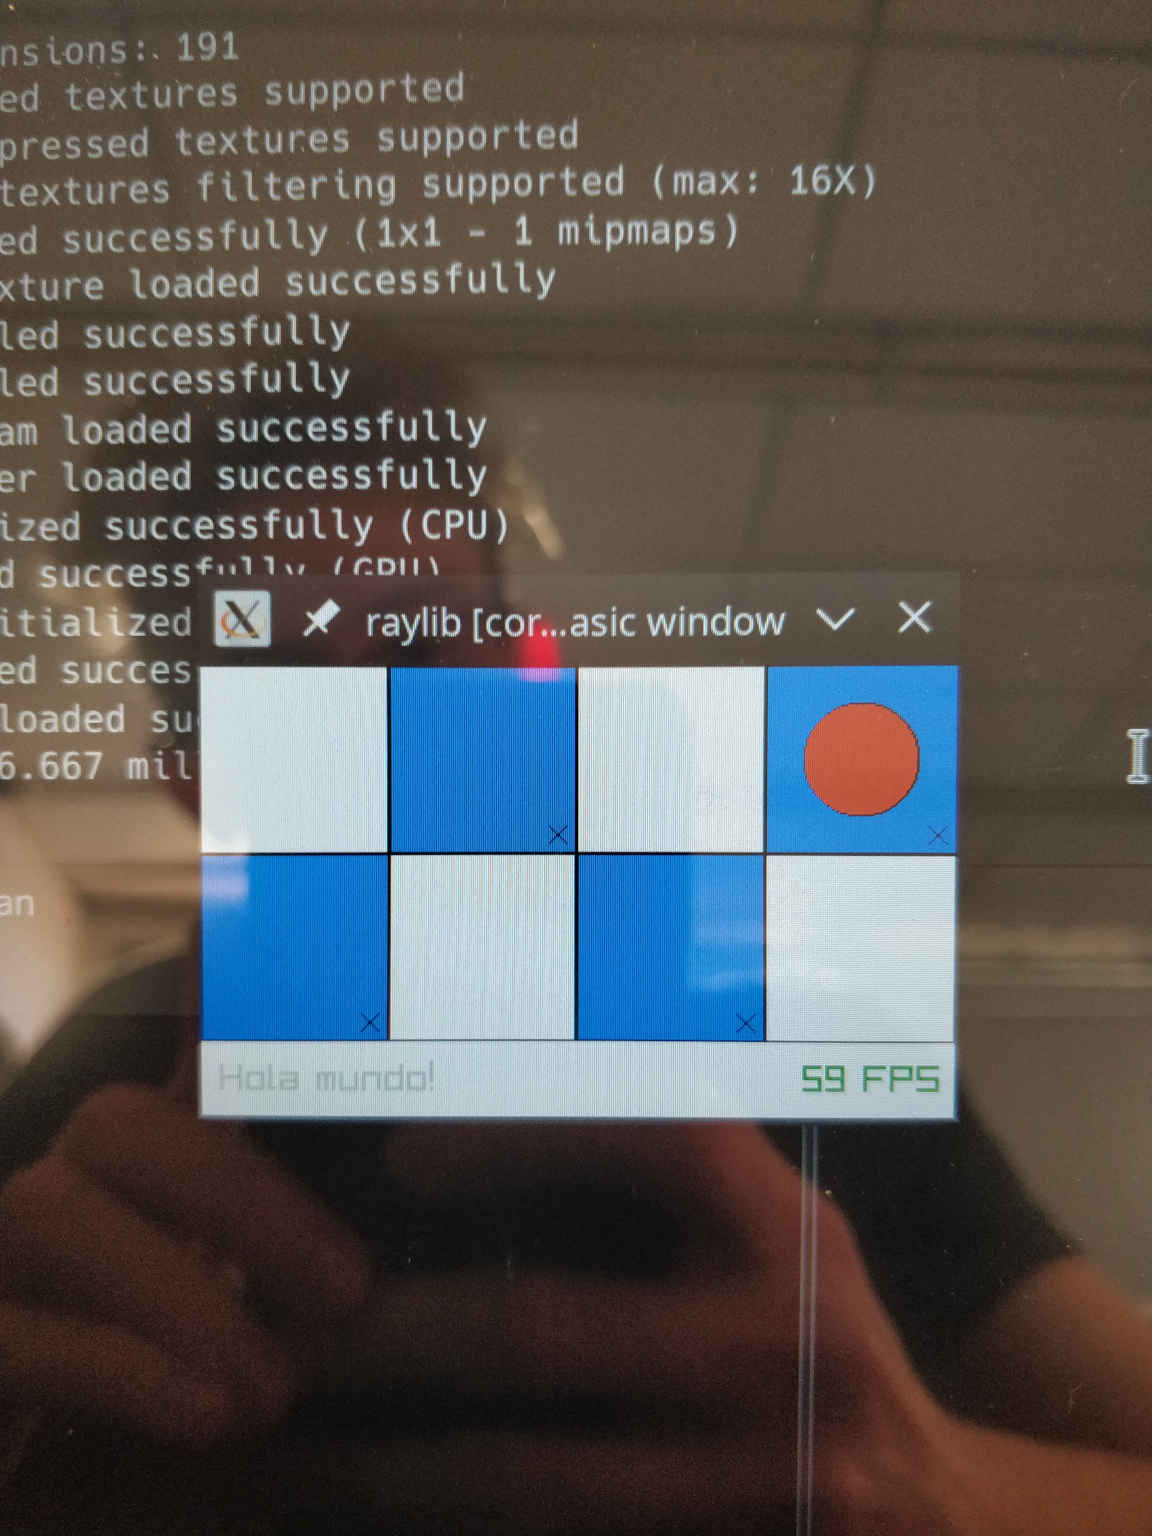 nsions: 191
ed textures supported
pressed textures supported
textures filtering supported (max: 16X)
ed successfully (1x1 - 1 mipmaps)
xture loaded successfully
led successfully
led successfully
am loaded successfully
er loaded successfully
ized successfully (CPU)
d successfully (GPU)
itialized
ed succes
loaded su
6.667 mil
an
raylib [cor...asic window
Hola mundo!
59 FPS